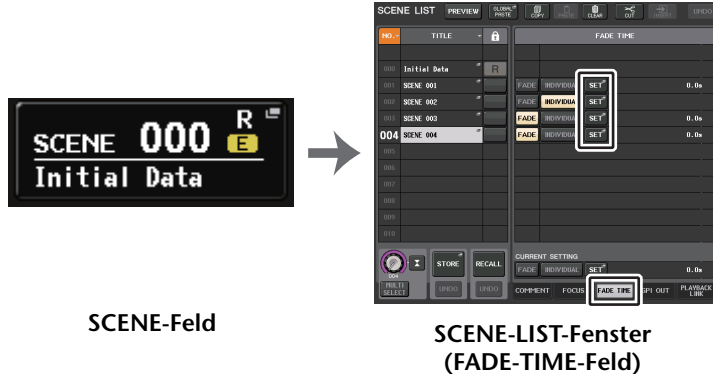 SCENE 000 R E
Initial Data
SCENE-Feld
SCENE LIST PREVIEW GLOBAL PASTE COPY PASTE CLEAR CUT INSERT UNDO
NO. TITLE FADE TIME
000 Initial Data R
001 SCENE 001 FADE INDIVIDUAL SET 0.0s
002 SCENE 002 FADE INDIVIDUAL SET
003 SCENE 003 FADE INDIVIDUAL SET 0.0s
004 SCENE 004 FADE INDIVIDUAL SET 0.0s
005
006
007
008
009
010
CURRENT SETTING
004 STORE RECALL FADE INDIVIDUAL SET 0.0s
MULTI SELECT UNDO UNDO COMMENT FOCUS FADE TIME GPI OUT PLAYBACK LINK
SCENE-LIST-Fenster
(FADE-TIME-Feld)